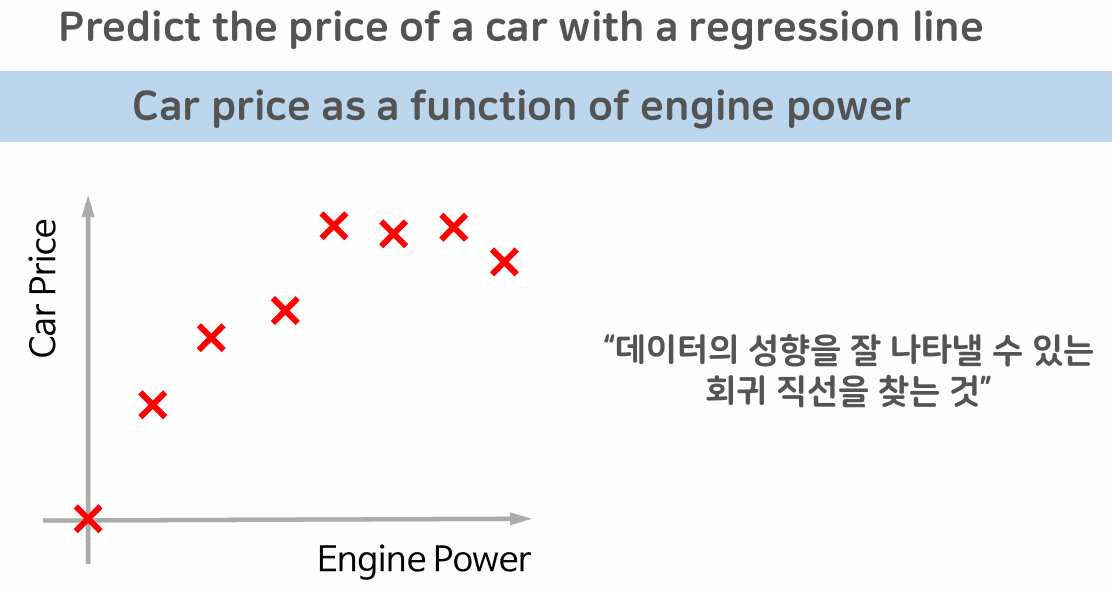 Predict the price of a car with a regression line
Car price as a function of engine power
Car Price
“데이터의 성향을 잘 나타낼 수 있는
회귀 직선을 찾는 것”
Engine Power